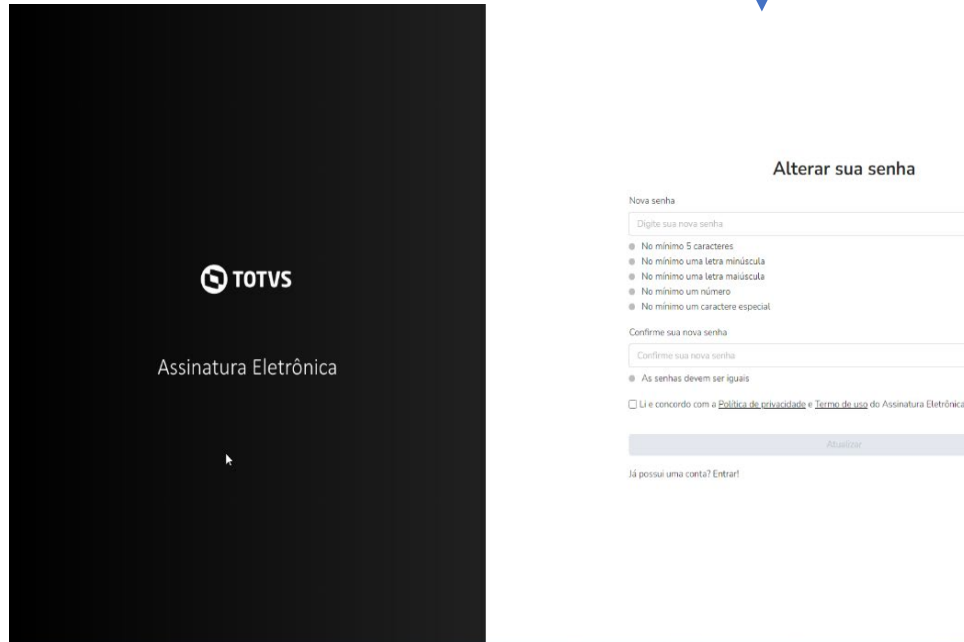 TOTVS
Assinatura Eletrônica
Alterar sua senha
Nova senha
Digite sua nova senha
No mínimo 5 caracteres
No mínimo uma letra minúscula
No mínimo uma letra maiúscula
No mínimo um número
No mínimo um caractere especial
Confirme sua nova senha
Confirme sua nova senha
As senhas devem ser iguais
Li e concordo com a Política de privacidade e Termo de uso do Assinatura Eletrônica
Atualizar
Já possui uma conta? Entrar!